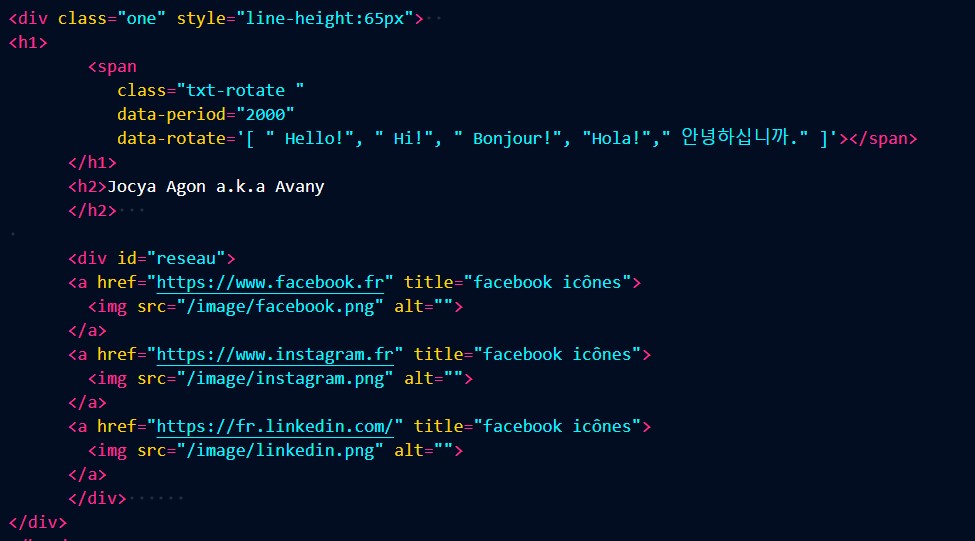 <div class="one" style="line-height:65px">
<h1>
<span
class="txt-rotate "
data-period="2000"
data-rotate='[ " Hello!", " Hi!", " Bonjour!", "Hola!"," 안녕하십니까." ]'></span>
</h1>
<h2>Jocya Agon a.k.a Avany
</h2>
<div id="reseau">
<a href="https://www.facebook.fr" title="facebook icônes">
<img src="/image/facebook.png" alt="">
</a>
<a href="https://www.instagram.fr" title="facebook icônes">
<img src="/image/instagram.png" alt="">
</a>
<a href="https://fr.linkedin.com/" title="facebook icônes">
<img src="/image/linkedin.png" alt="">
</a>
</div>
</div>